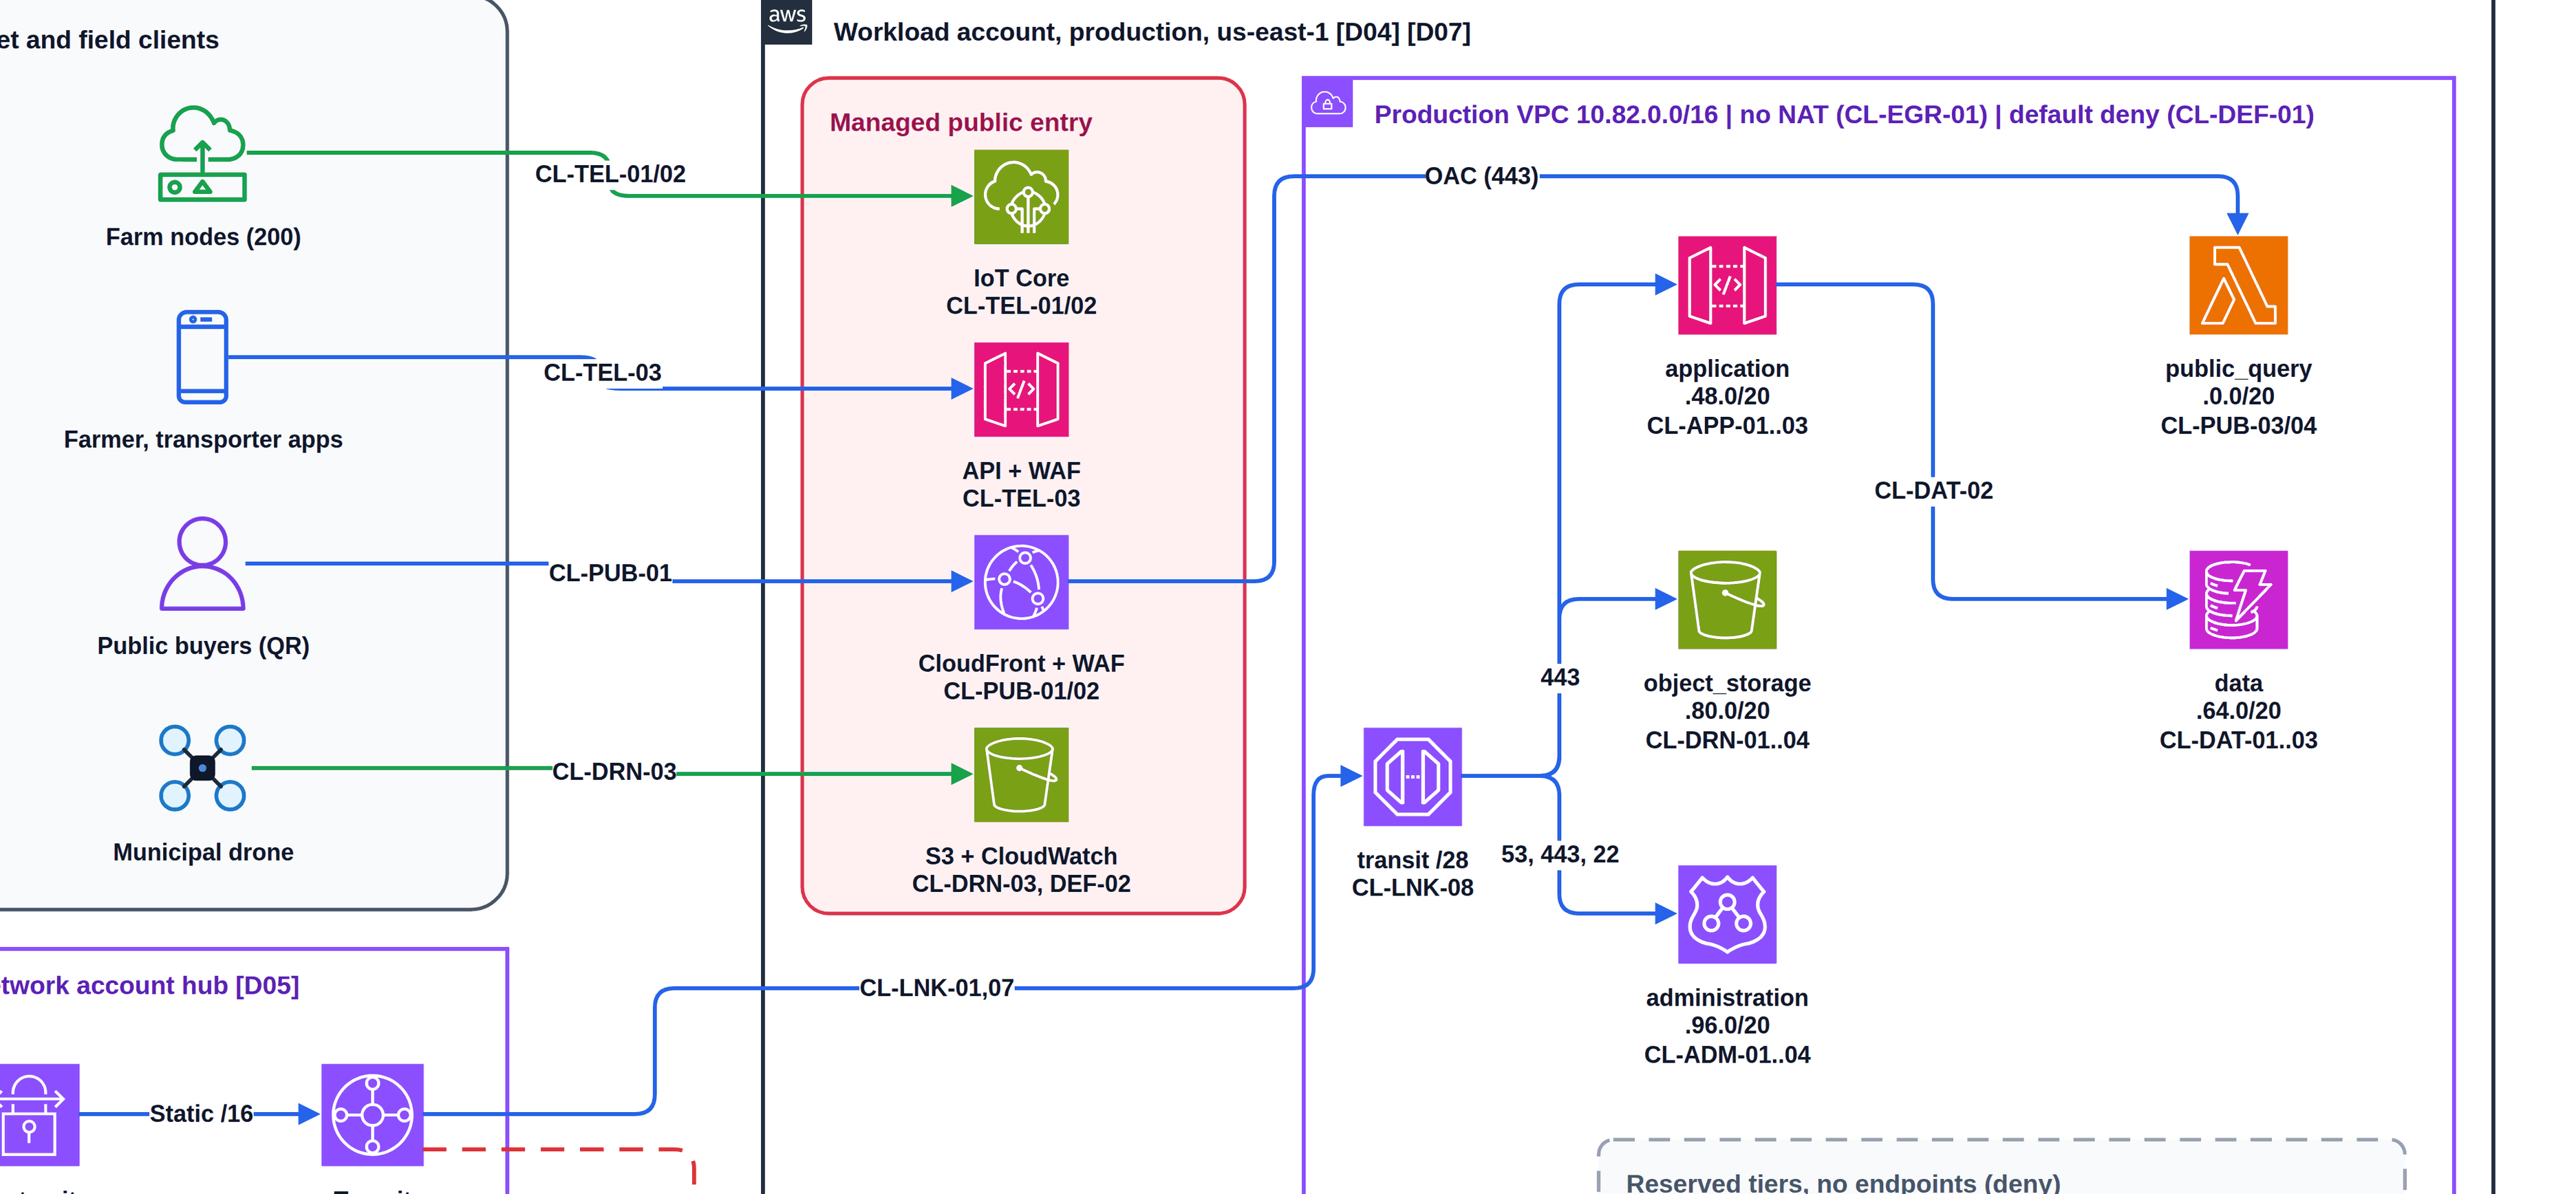 et and field clients
Farm nodes (200)
Farmer, transporter apps
Public buyers (QR)
Municipal drone
CL-TEL-01/02
CL-TEL-03
CL-PUB-01
CL-DRN-03
aws
Workload account, production, us-east-1 [D04] [D07]
Managed public entry
IoT Core
CL-TEL-01/02
API + WAF
CL-TEL-03
CloudFront + WAF
CL-PUB-01/02
S3 + CloudWatch
CL-DRN-03, DEF-02
Production VPC 10.82.0.0/16 | no NAT (CL-EGR-01) | default deny (CL-DEF-01)
OAC (443)
application
.48.0/20
CL-APP-01..03
public_query
.0.0/20
CL-PUB-03/04
CL-DAT-02
443
object_storage
.80.0/20
CL-DRN-01..04
data
.64.0/20
CL-DAT-01..03
transit /28
CL-LNK-08
53, 443, 22
administration
.96.0/20
CL-ADM-01..04
twork account hub [D05]
CL-LNK-01,07
Static /16
Reserved tiers, no endpoints (deny)